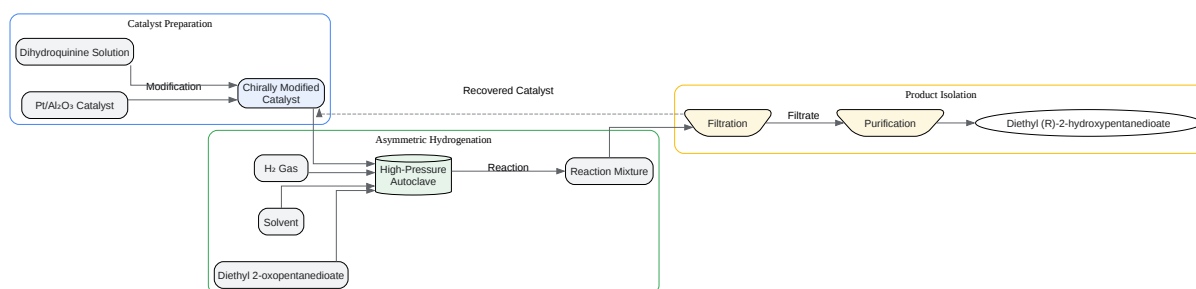 Catalyst Preparation
Dihydroquinine Solution
Modification
Pt/Al₂O₃ Catalyst
Chirally Modified
Catalyst
Recovered Catalyst
Product Isolation
Filtration
Filtrate
Purification
Diethyl (R)-2-hydroxypentanedioate
Asymmetric Hydrogenation
H₂ Gas
High-Pressure
Autoclave
Reaction
Reaction Mixture
Solvent
Diethyl 2-oxopentanedioate